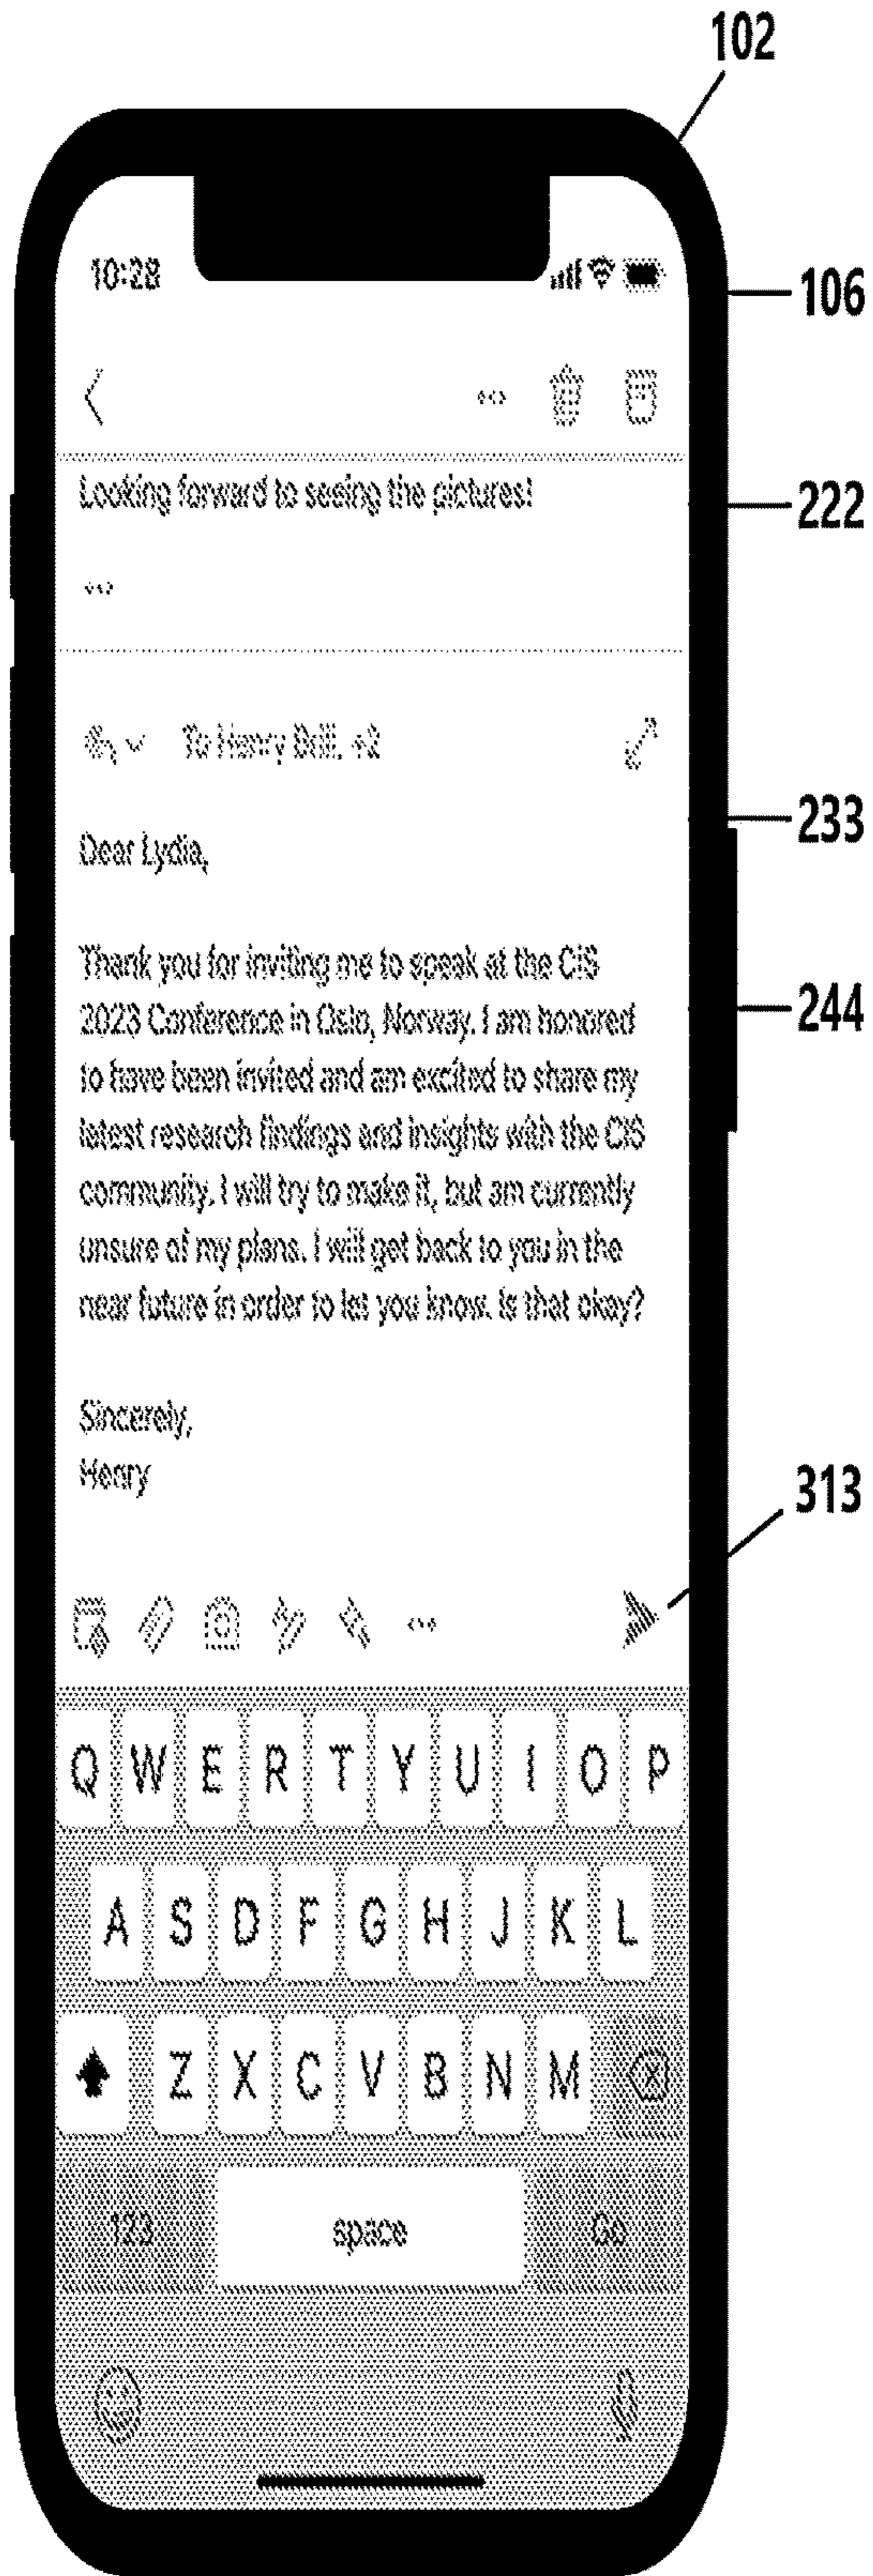 102
10:28
106
Looking forward to seeing the pictures!
222
To Henry Brill, +2
233
Dear Lydia,
Thank you for inviting me to speak at the CIS
244
2023 Conference in Oslo, Norway. I am honored
to have been invited and am excited to share my
latest research findings and insights with the CIS
community. I will try to make it, but am currently
unsure of my plans. I will get back to you in the
near future in order to let you know. Is that okay?
Sincerely,
Henry
313
Q W E R T Y U I O P
A S D F G H J K L
Z X C V B N M
123 space Go